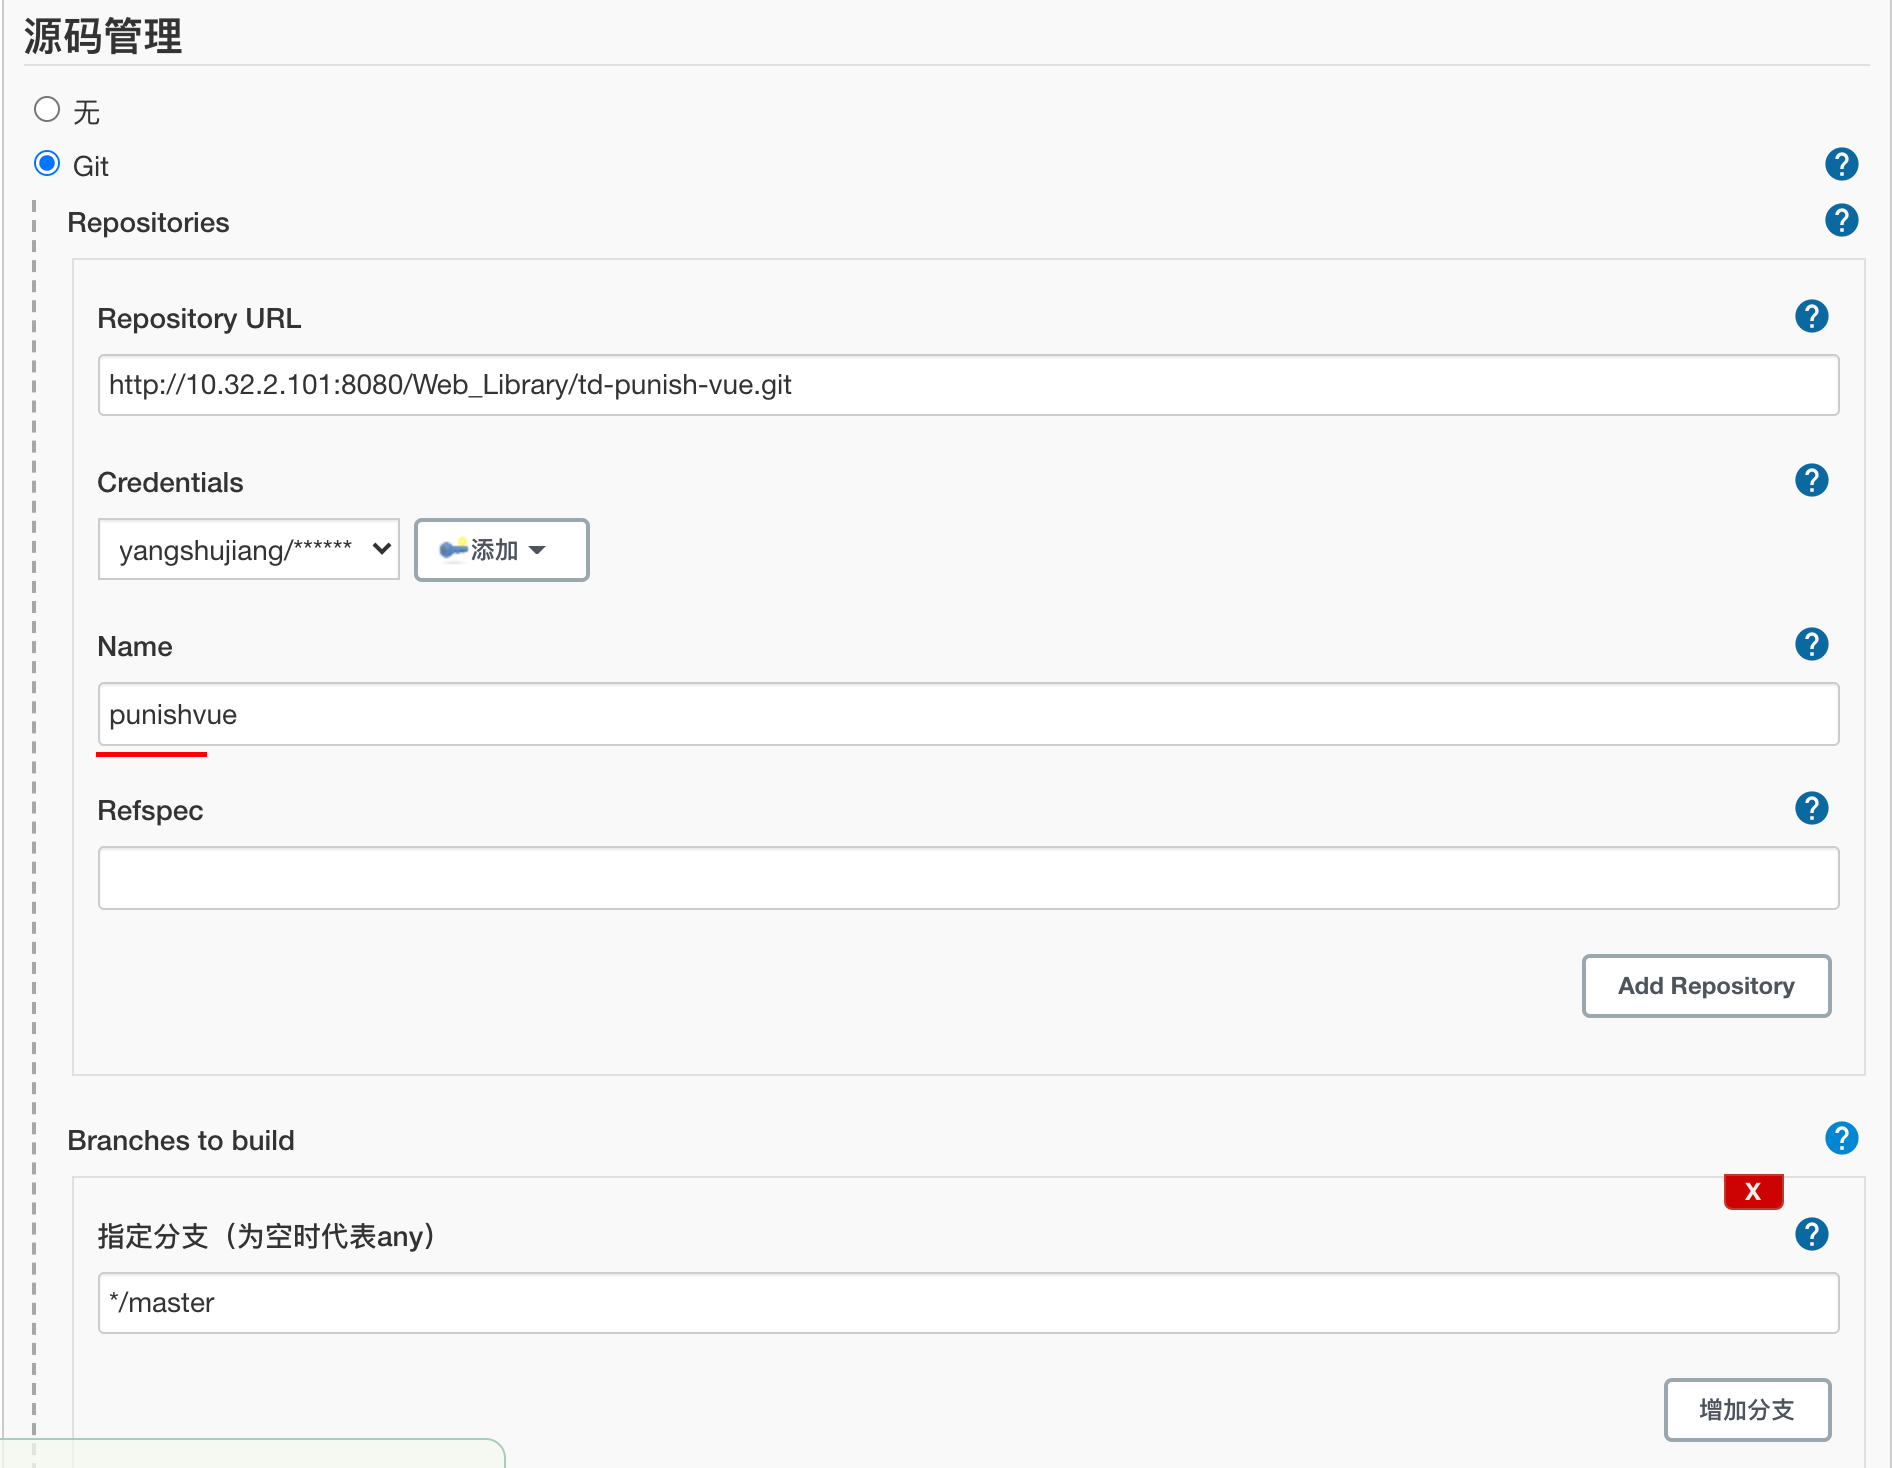 源码管理
无
Git
?
Repositories
?
Repository URL
?
http://10.32.2.101:8080/Web_Library/td-punish-vue.git
Credentials
?
yangshujiang/******
添加
Name
?
punishvue
Refspec
?
Add Repository
Branches to build
?
X
指定分支（为空时代表any）
?
*/master
增加分支